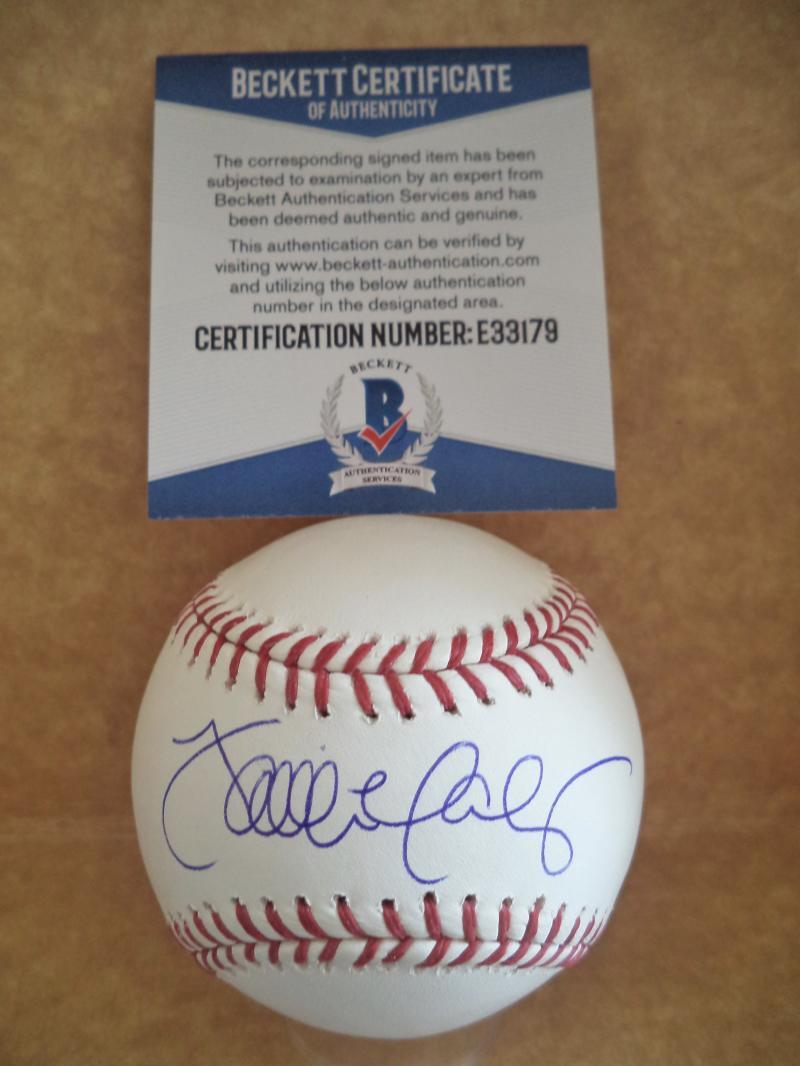 BECKETT CERTIFICATE
OF AUTHENTICITY
The corresponding signed item has been
subjected to examination by an expert from
Beckett Authentication Services and has
been deemed authentic and genuine.
This authentication can be verified by
visiting www.beckett-authentication.com
and utilizing the below authentication
number in the designated area.
CERTIFICATION NUMBER: E33179
BECKETT
B
AUTHENTICATION
SERVICES